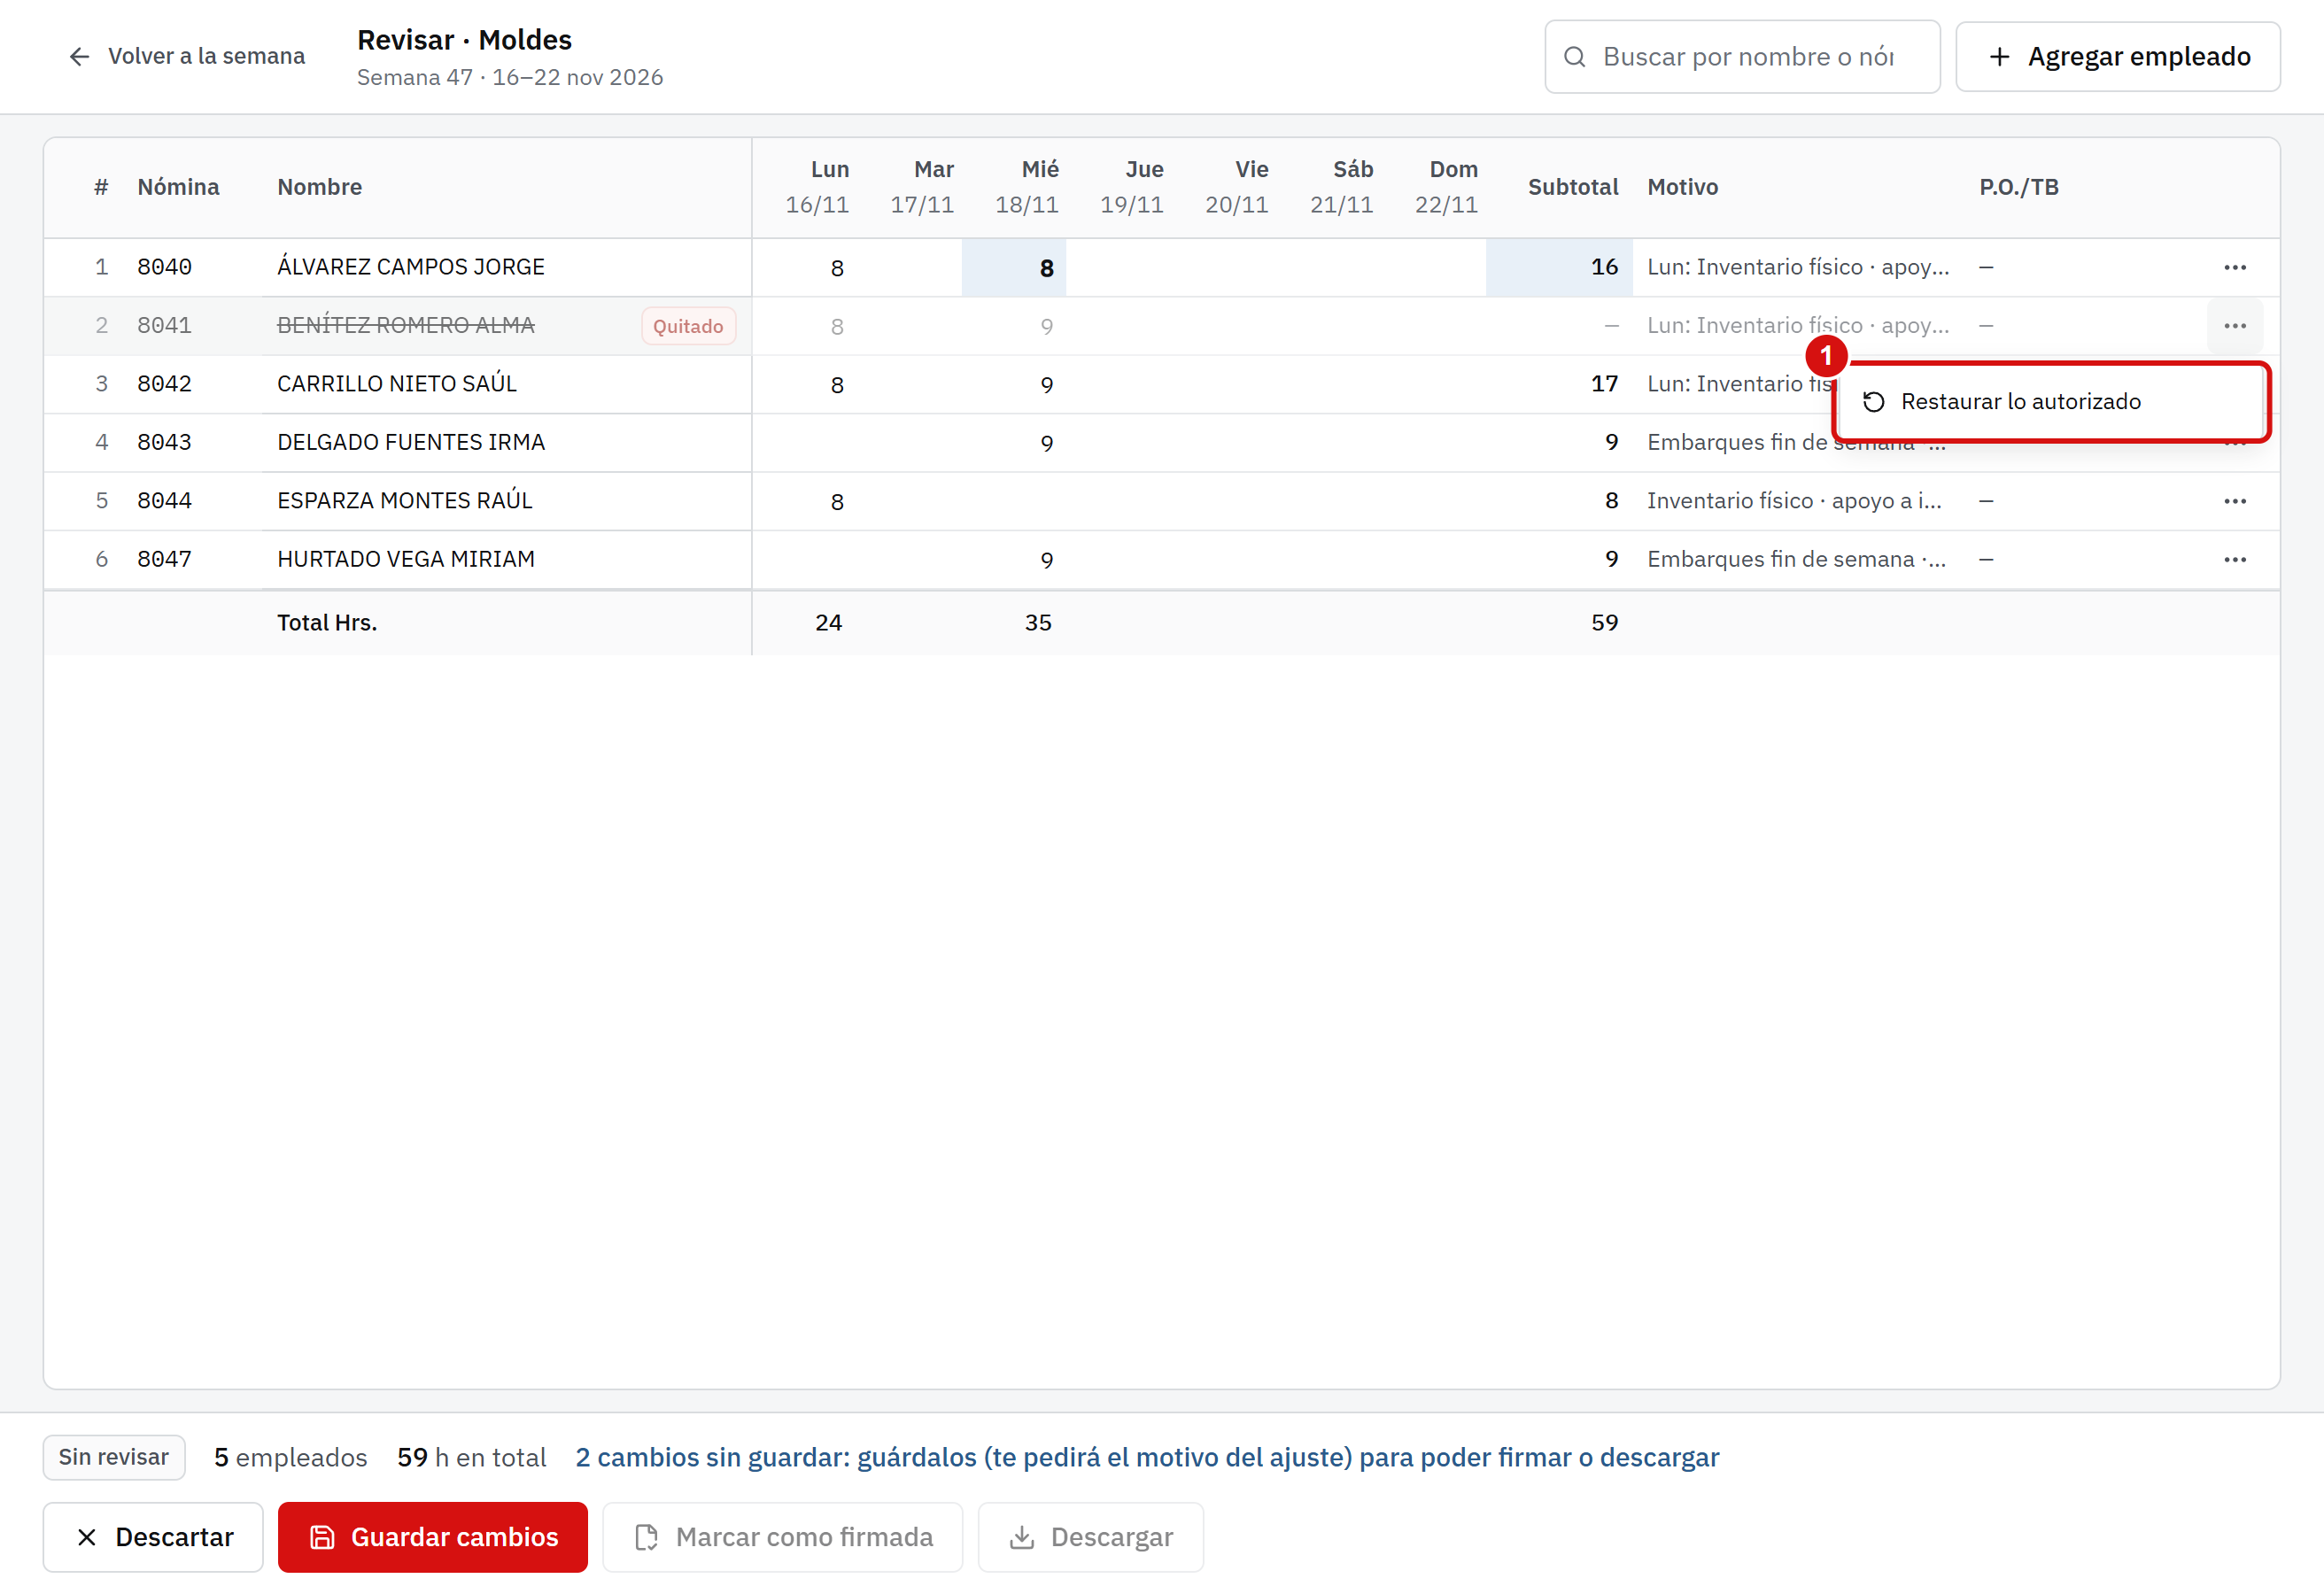 Volver a la semana
Revisar · Moldes
Semana 47 · 16–22 nov 2026
Buscar por nombre o nó
Agregar empleado
# Nómina Nombre Lun 16/11 Mar 17/11 Mié 18/11 Jue 19/11 Vie 20/11 Sáb 21/11 Dom 22/11 Subtotal Motivo P.O./TB
1 8040 ÁLVAREZ CAMPOS JORGE 8 8 16 Lun: Inventario físico · apoy... –
2 8041 BENÍTEZ ROMERO ALMA Quitado 8 9 – Lun: Inventario físico · apoy... –
1
3 8042 CARRILLO NIETO SAÚL 8 9 17 Lun: Inventario
Restaurar lo autorizado
4 8043 DELGADO FUENTES IRMA 9 9 Embarques fin de semana ...
5 8044 ESPARZA MONTES RAÚL 8 8 Inventario físico · apoyo a i... –
6 8047 HURTADO VEGA MIRIAM 9 9 Embarques fin de semana ·... –
Total Hrs. 24 35 59
Sin revisar 5 empleados 59 h en total 2 cambios sin guardar: guárdalos (te pedirá el motivo del ajuste) para poder firmar o descargar
Descartar Guardar cambios Marcar como firmada Descargar